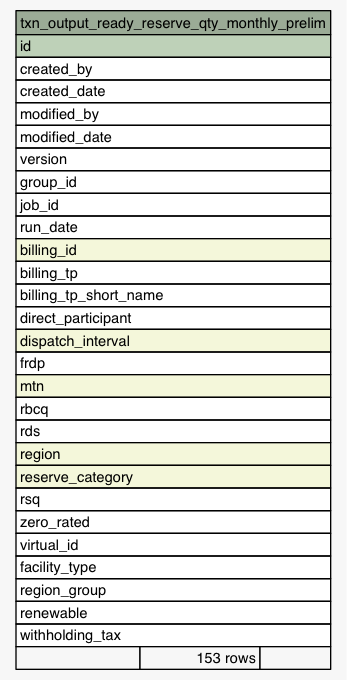 txn_output_ready_reserve_qty_monthly_prelim
id
created_by
created_date
modified_by
modified_date
version
group_id
job_id
run_date
billing_id
billing_tp
billing_tp_short_name
direct_participant
dispatch_interval
frdp
mtn
rbcq
rds
region
reserve_category
rsq
zero_rated
virtual_id
facility_type
region_group
renewable
withholding_tax
153 rows